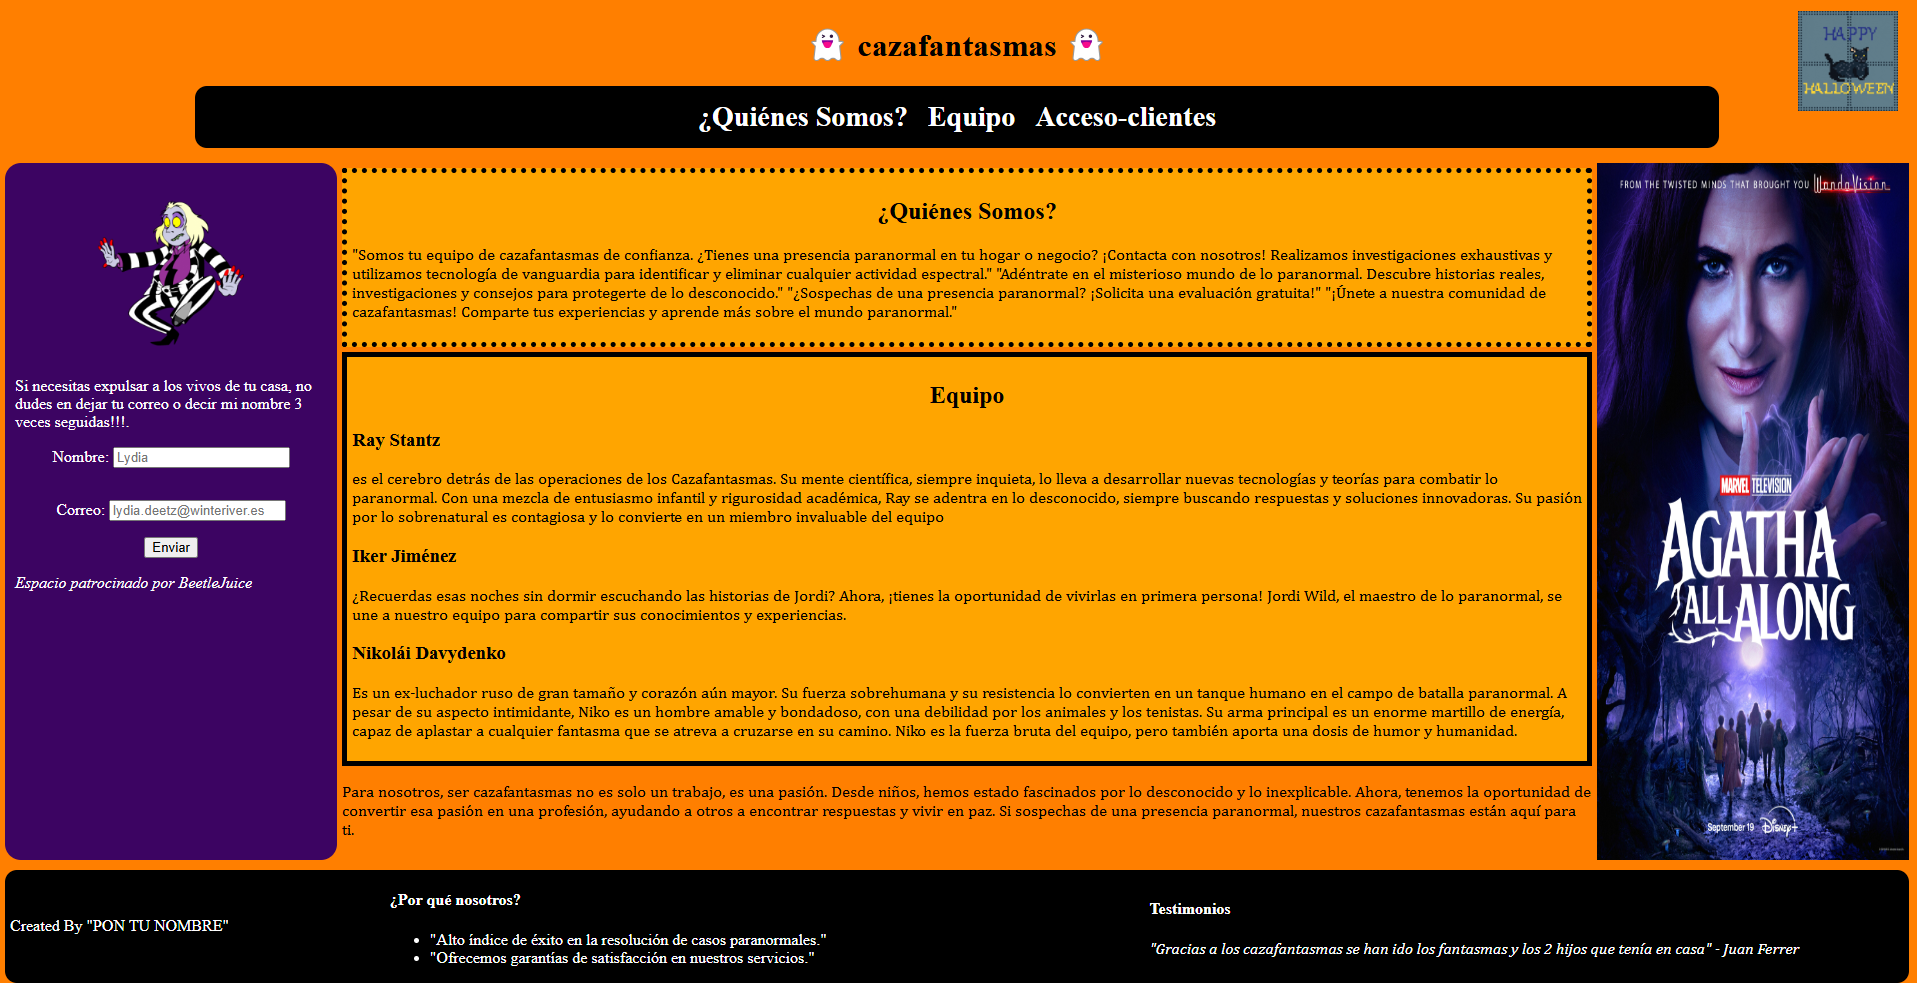 👻 cazafantasmas 👻
HAPPY
HALLOWEEN
¿Quiénes Somos? Equipo Acceso-clientes
Si necesitas expulsar a los vivos de tu casa, no
dudes en dejar tu correo o decir mi nombre 3
veces seguidas!!!.
Nombre: Lydia
Correo: lydia.deetz@winteriver.es
Enviar
Espacio patrocinado por BeetleJuice
¿Quiénes Somos?
"Somos tu equipo de cazafantasmas de confianza. ¿Tienes una presencia paranormal en tu hogar o negocio? ¡Contacta con nosotros! Realizamos investigaciones exhaustivas y
utilizamos tecnología de vanguardia para identificar y eliminar cualquier actividad espectral." "Adéntrate en el misterioso mundo de lo paranormal. Descubre historias reales,
investigaciones y consejos para protegerte de lo desconocido." "¿Sospechas de una presencia paranormal? ¡Solicita una evaluación gratuita!" "¡Únete a nuestra comunidad de
cazafantasmas! Comparte tus experiencias y aprende más sobre el mundo paranormal."
Equipo
Ray Stantz
es el cerebro detrás de las operaciones de los Cazafantasmas. Su mente científica, siempre inquieta, lo lleva a desarrollar nuevas tecnologías y teorías para combatir lo
paranormal. Con una mezcla de entusiasmo infantil y rigurosidad académica, Ray se adentra en lo desconocido, siempre buscando respuestas y soluciones innovadoras. Su pasión
por lo sobrenatural es contagiosa y lo convierte en un miembro invaluable del equipo
Iker Jiménez
¿Recuerdas esas noches sin dormir escuchando las historias de Jordi? Ahora, ¡tienes la oportunidad de vivirlas en primera persona! Jordi Wild, el maestro de lo paranormal, se
une a nuestro equipo para compartir sus conocimientos y experiencias.
Nikolái Davydenko
Es un ex-luchador ruso de gran tamaño y corazón aún mayor. Su fuerza sobrehumana y su resistencia lo convierten en un tanque humano en el campo de batalla paranormal. A
pesar de su aspecto intimidante, Niko es un hombre amable y bondadoso, con una debilidad por los animales y los tenistas. Su arma principal es un enorme martillo de energía,
capaz de aplastar a cualquier fantasma que se atreva a cruzarse en su camino. Niko es la fuerza bruta del equipo, pero también aporta una dosis de humor y humanidad.
Para nosotros, ser cazafantasmas no es solo un trabajo, es una pasión. Desde niños, hemos estado fascinados por lo desconocido y lo inexplicable. Ahora, tenemos la oportunidad de
convertir esa pasión en una profesión, ayudando a otros a encontrar respuestas y vivir en paz. Si sospechas de una presencia paranormal, nuestros cazafantasmas están aquí para
ti.
FROM THE TWISTED MINDS THAT BROUGHT YOU WandaVision
MARVEL TELEVISION
AGATHA
ALL ALONG
September 19 Disney+
Created By "PON TU NOMBRE"
¿Por qué nosotros?
• "Alto índice de éxito en la resolución de casos paranormales."
• "Ofrecemos garantías de satisfacción en nuestros servicios."
Testimonios
"Gracias a los cazafantasmas se han ido los fantasmas y los 2 hijos que tenía en casa" - Juan Ferrer